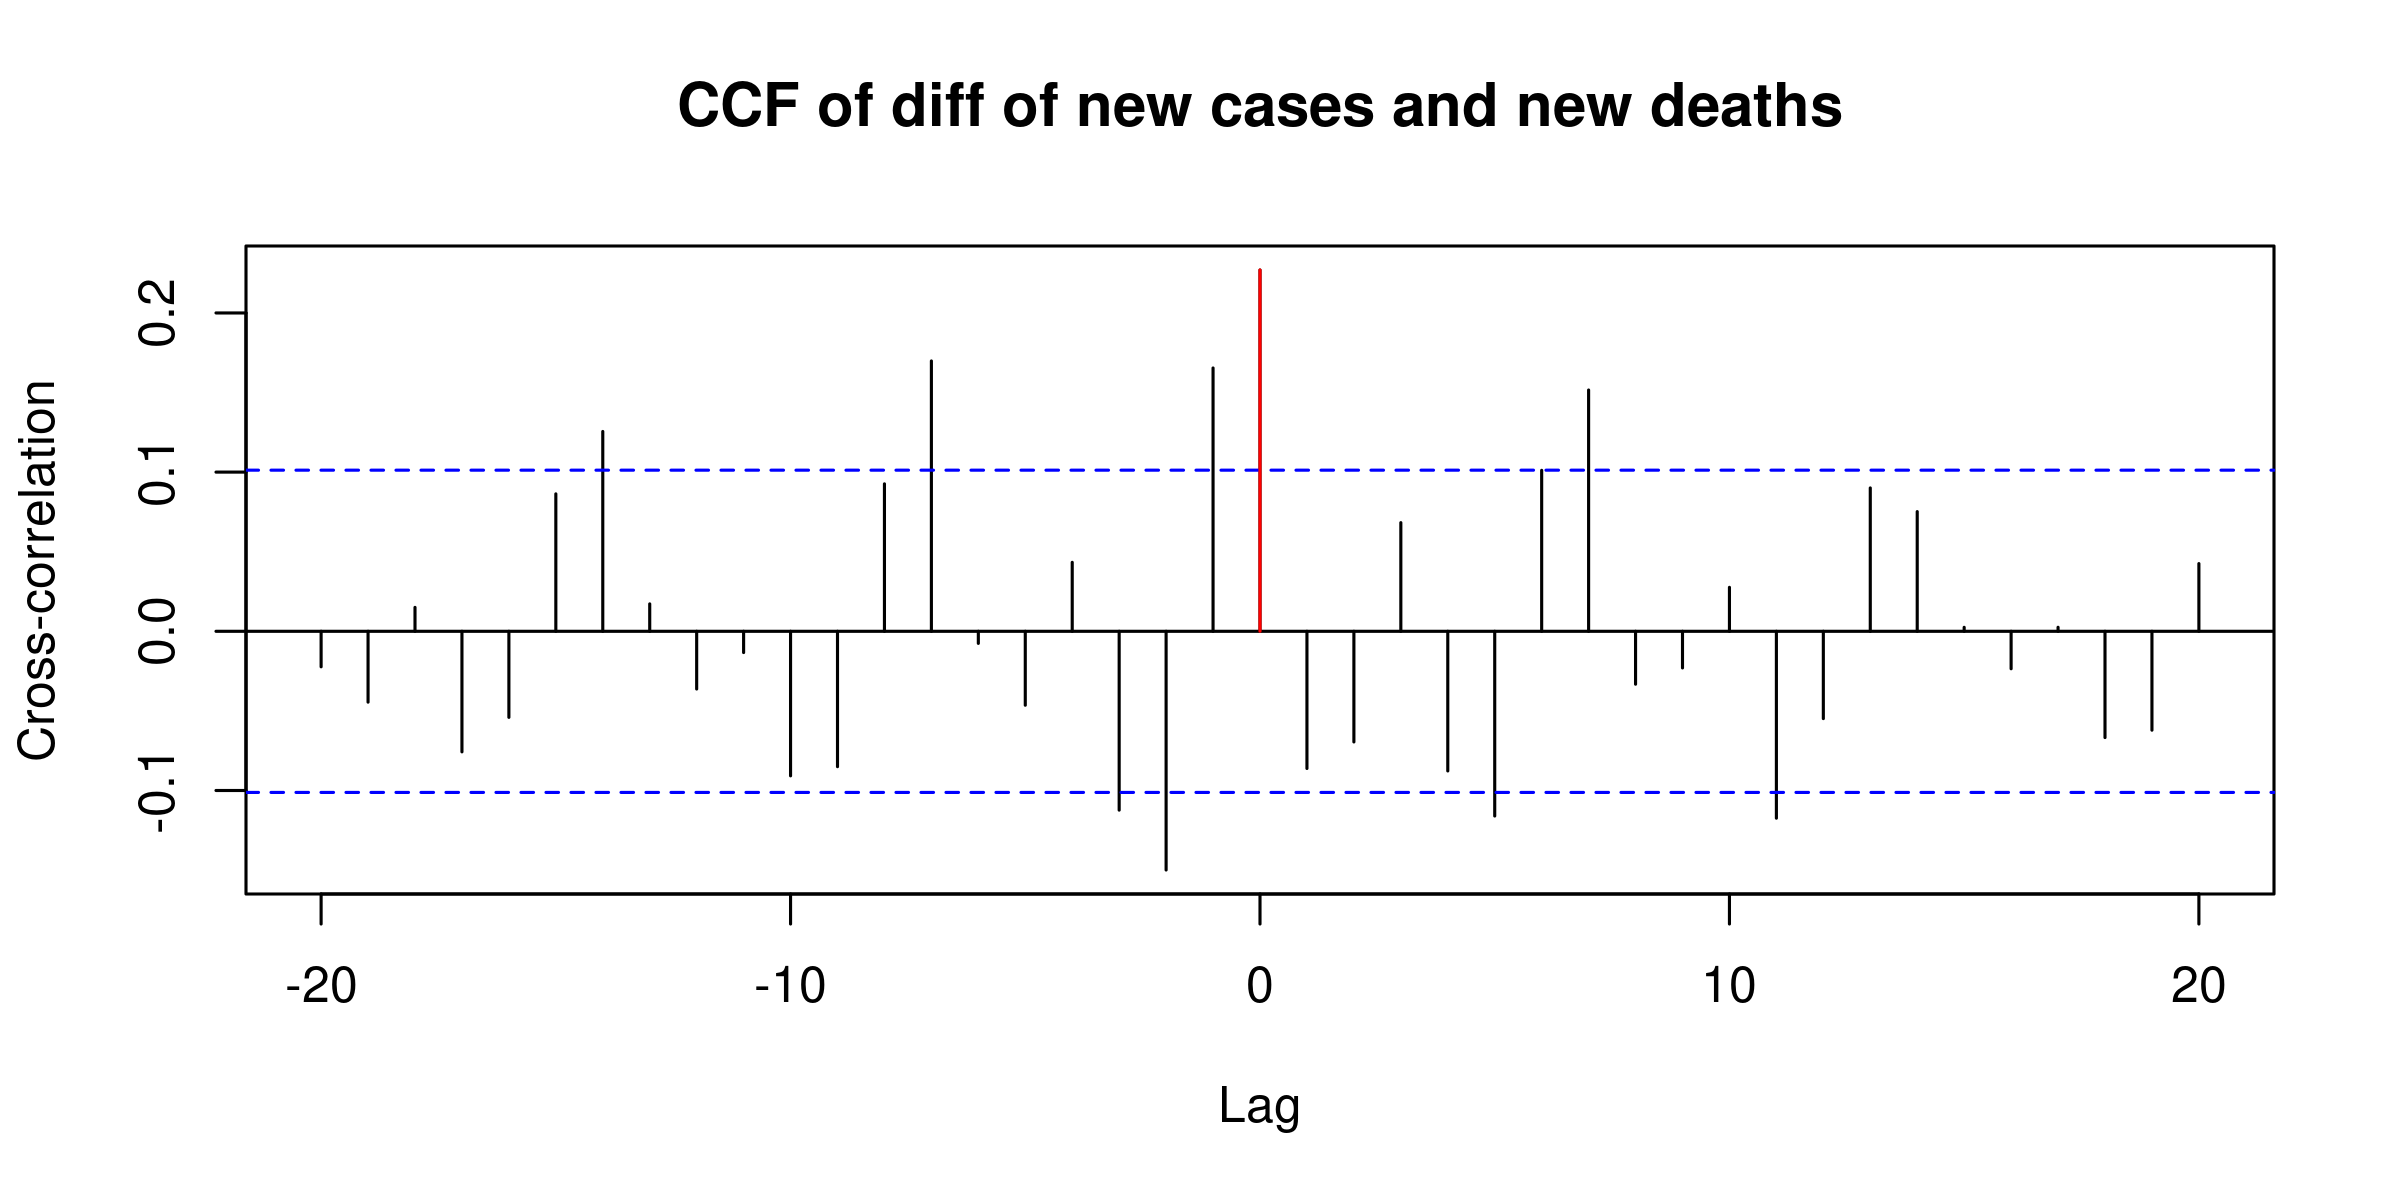 CCF of diff of new cases and new deaths
Cross-correlation
0.2
0.1
0.0
-0.1
-20 -10 0 10 20
Lag